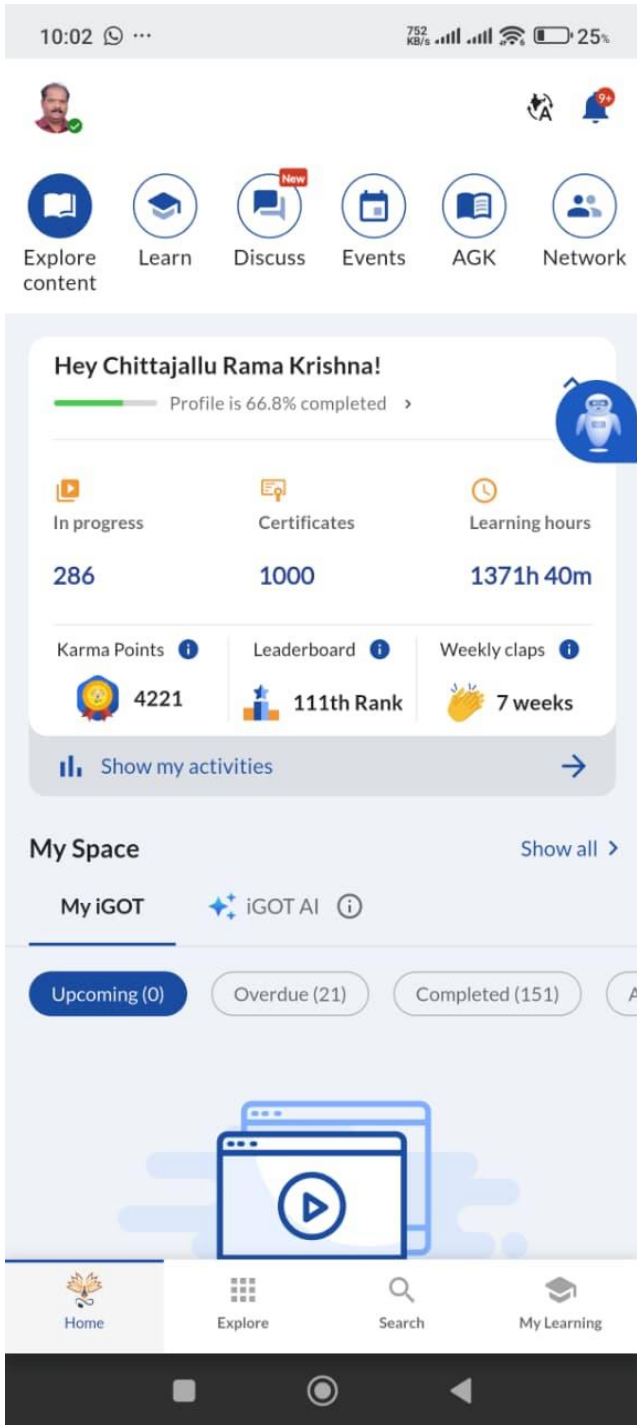 10:02 ... 752 KB/s 25%
9+
A
New
Explore content Learn Discuss Events AGK Network
Hey Chittajallu Rama Krishna!
Profile is 66.8% completed >
In progress Certificates Learning hours
286 1000 1371h 40m
Karma Points i Leaderboard i Weekly claps i
4221 111th Rank 7 weeks
Show my activities →
My Space Show all >
My iGOT iGOT AI i
Upcoming (0) Overdue (21) Completed (151) A
Home Explore Search My Learning